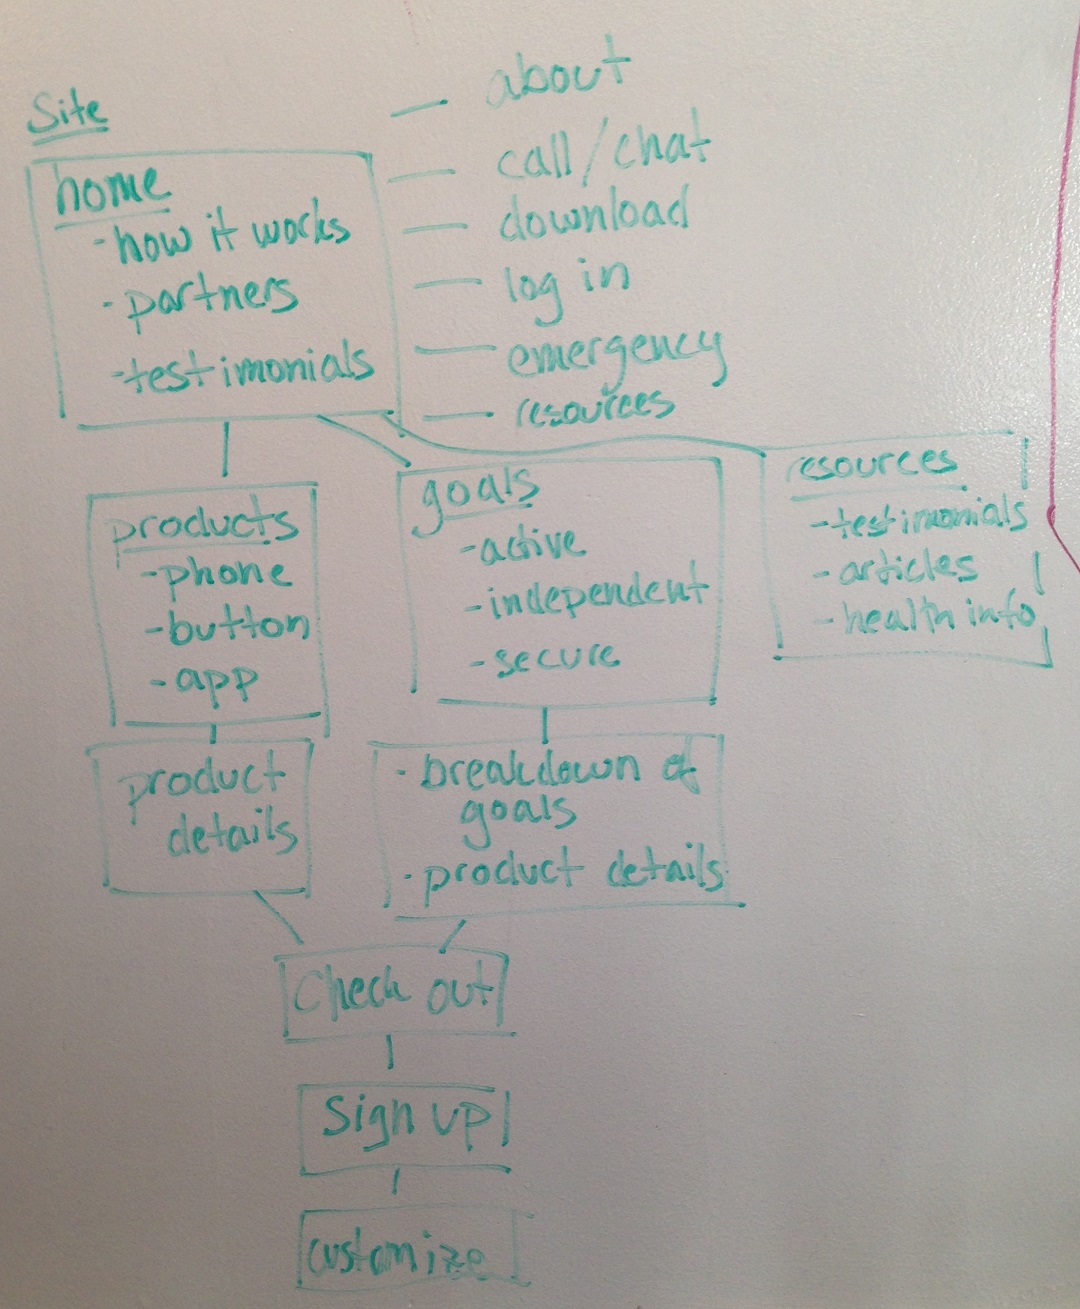 Site
home
- how it works
- partners
- testimonials
— about
— call/chat
— download
— log in
— emergency
— resources
products
- phone
- button
- app
goals
- active
- independent
- secure
resources
- testimonials
- articles
- health info
product
details
- breakdown of
goals
- product details
Check out
Sign up
customize